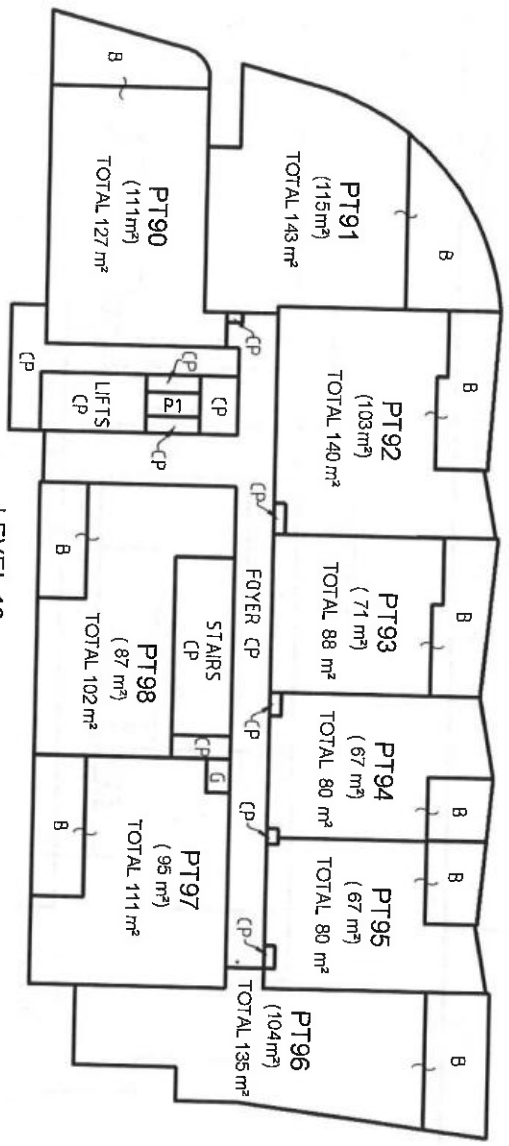 B
PT90
(111m²)
TOTAL 127 m²
PT91
(115m²)
TOTAL 143 m²
B
CP
CP
CP
LIFTS
CP
P1
CP
CP
PT92
(103m²)
TOTAL 140 m²
B
CP
FOYER CP
STAIRS
CP
CP
PT98
( 87 m²)
TOTAL 102 m²
B
PT93
( 71 m²)
TOTAL 88 m²
B
CP
PT94
( 67 m²)
TOTAL 80 m²
B
CP
PT95
( 67 m²)
TOTAL 80 m²
B
CP
G
PT97
( 95 m²)
TOTAL 111 m²
B
PT96
(104m²)
TOTAL 135 m²
B